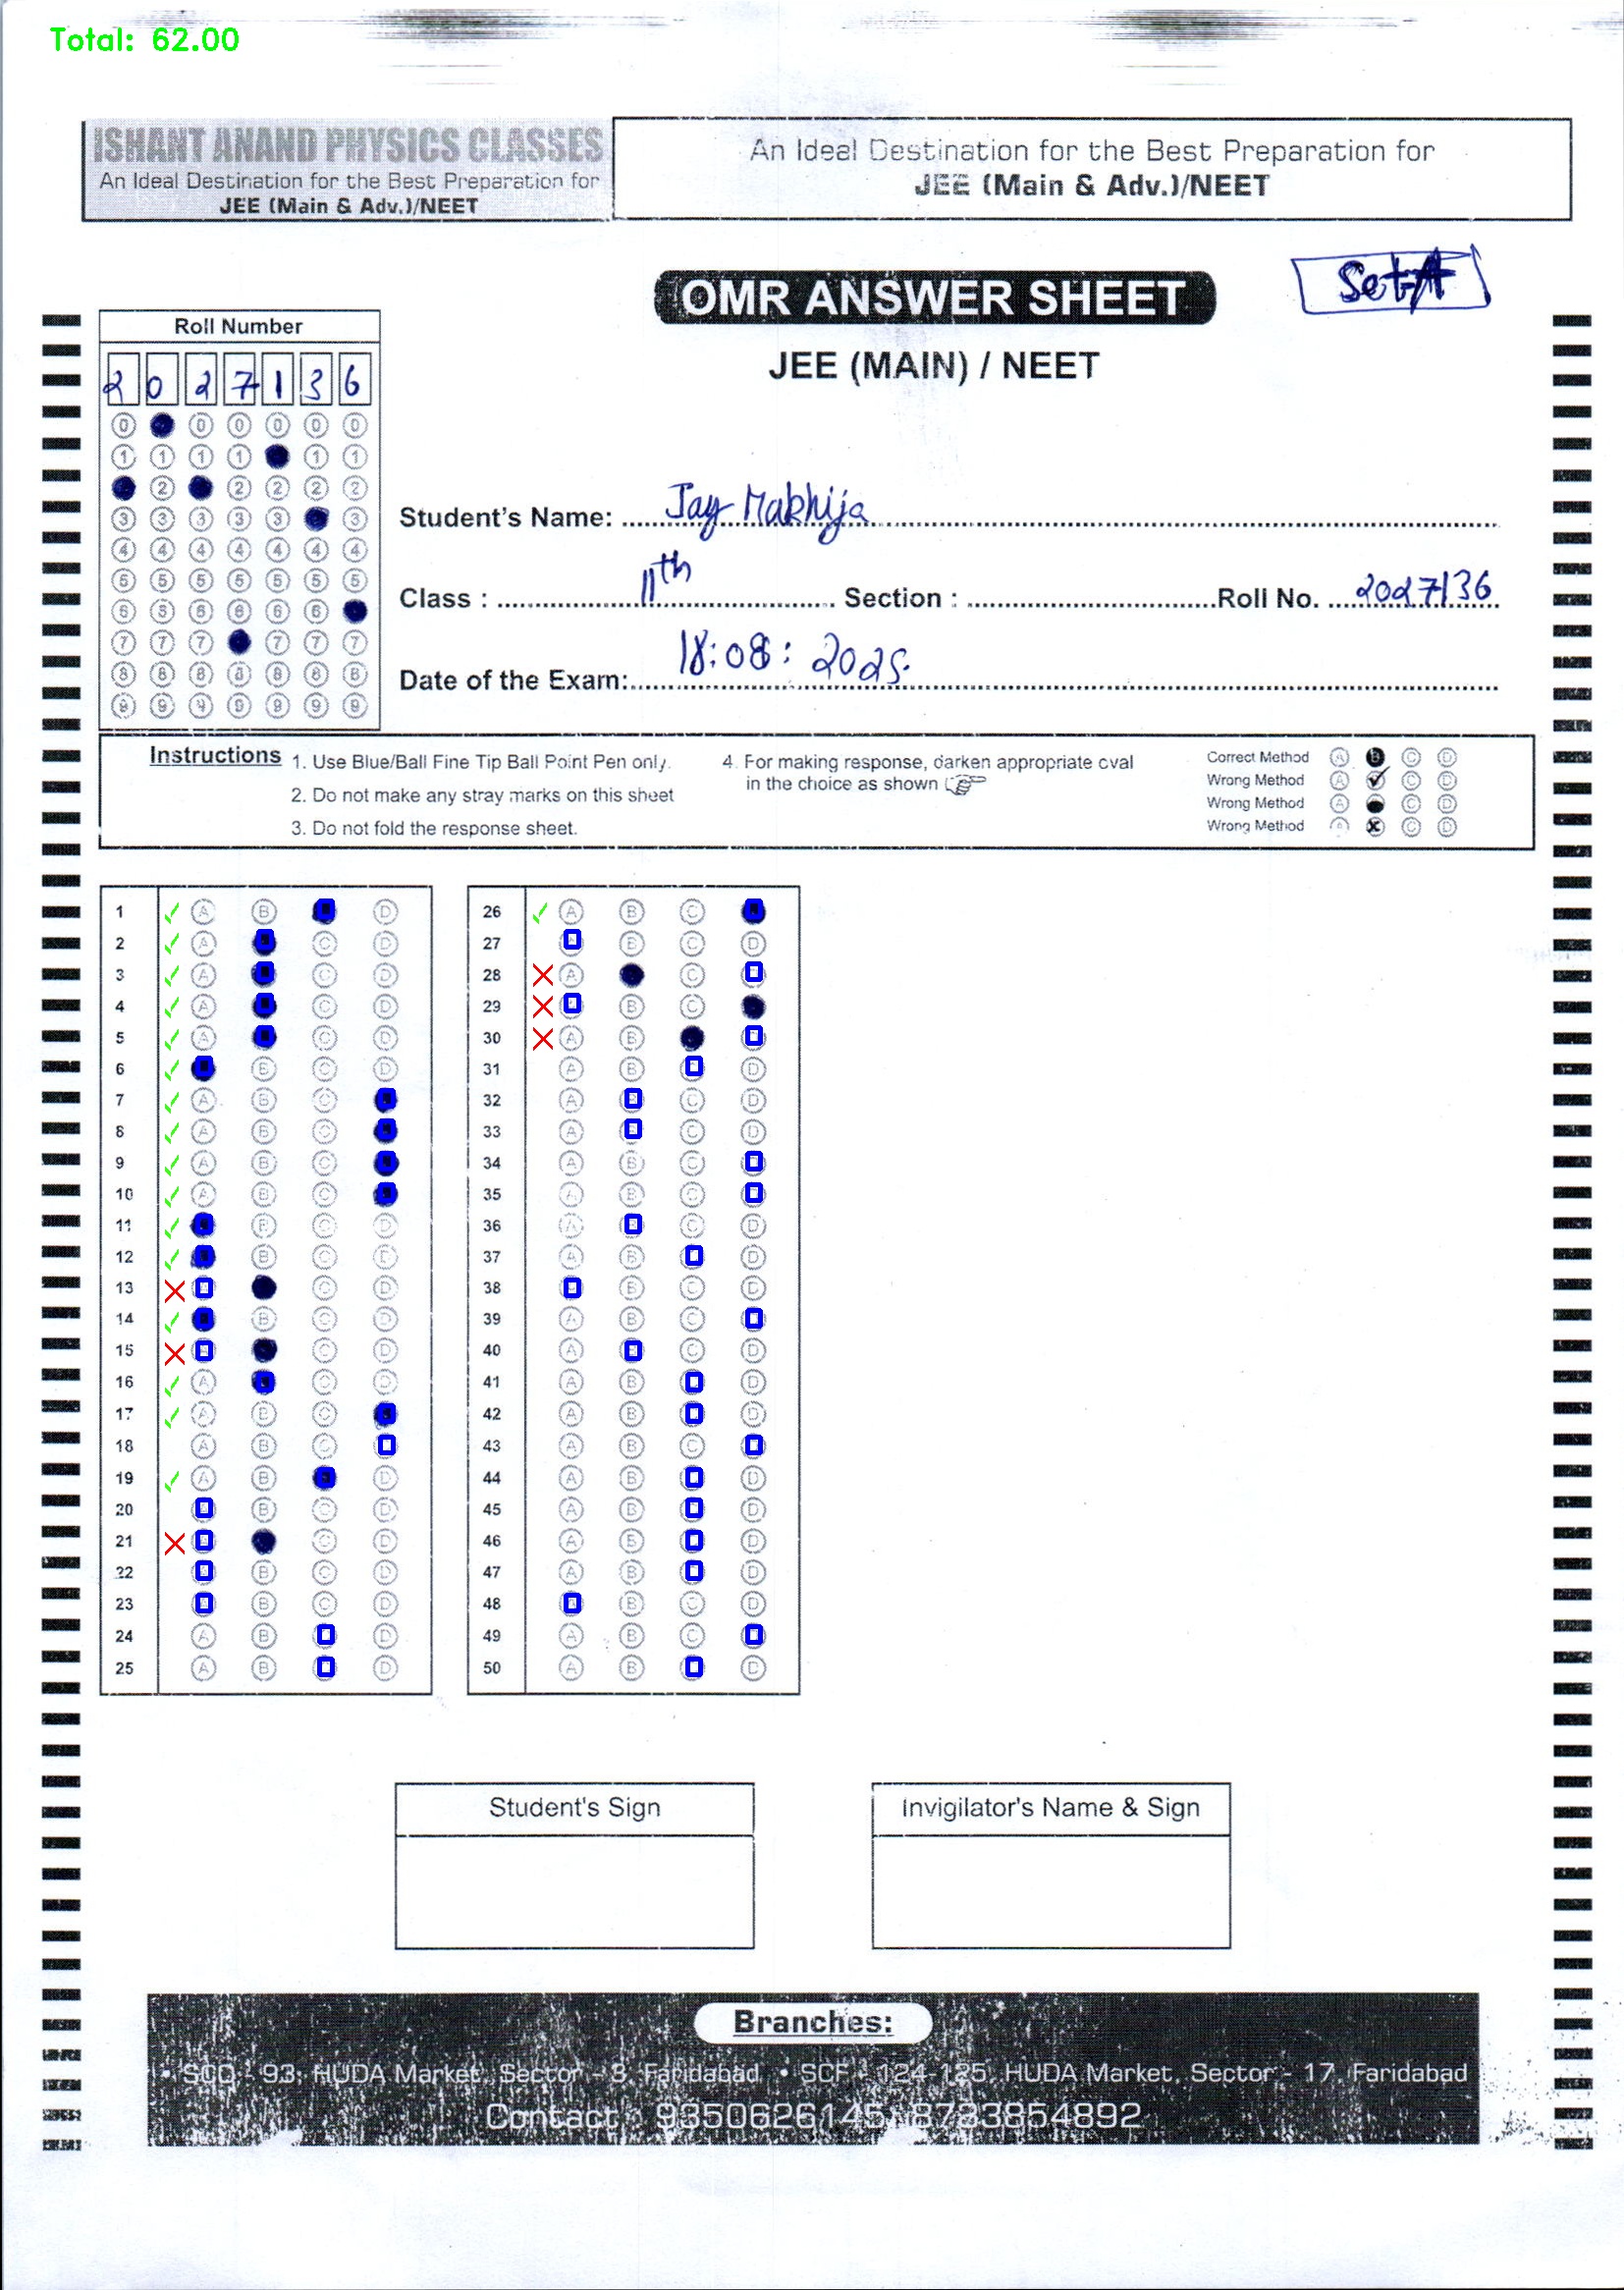 Total: 62.00
ISHANT ANAND PHYSICS CLASSES
An Ideal Destination for the Best Preparation for
JEE (Main & Adv.)/NEET
An Ideal Destination for the Best Preparation for
JEE (Main & Adv.)/NEET
Set-A
OMR ANSWER SHEET
JEE (MAIN) / NEET
Roll Number
2 0 2 7 1 3 6
0 0 0 0 0 0
1 1 1 1 1 1
2 2 2 2 2
3 3 3 3 3 3
4 4 4 4 4 4 4
5 5 5 5 5 5 5
6 6 6 6 6 6
7 7 7 7 7 7
8 8 8 8 8 8 8
9 9 9 9 9 9 9
Student's Name: Jay Makhija
Class : 11th Section : Roll No. 2027136
Date of the Exam: 18:08: 2025
Instructions
1. Use Blue/Ball Fine Tip Ball Point Pen only.
2. Do not make any stray marks on this sheet
3. Do not fold the response sheet.
4. For making response, darken appropriate oval
in the choice as shown
Correct Method A B C D
Wrong Method A C D
Wrong Method A C D
Wrong Method A C D
1 A B D
2 A C D
3 A C D
4 A C D
5 A C D
6 B C D
7 A B C
8 A B C
9 A B C
10 A B C
11 B C D
12 B C D
13 C D
14 B C D
15 C D
16 A C D
17 A B C
18 A B C
19 A B D
20 B C D
21 C D
22 B C D
23 B C D
24 A B D
25 A B D
26 A B C
27 B C D
28 A C
29 B C
30 A B
31 A B D
32 A C D
33 A C D
34 A B C
35 A B C
36 A C D
37 A B D
38 B C D
39 A B C
40 A C D
41 A B D
42 A B D
43 A B C
44 A B D
45 A B D
46 A B D
47 A B D
48 B C D
49 A B C
50 A B D
Student's Sign
Invigilator's Name & Sign
Branches:
• SCO - 93, HUDA Market, Sector - 8, Faridabad • SCF - 124-125, HUDA Market, Sector - 17, Faridabad
Contact : 9350626145, 8723854892